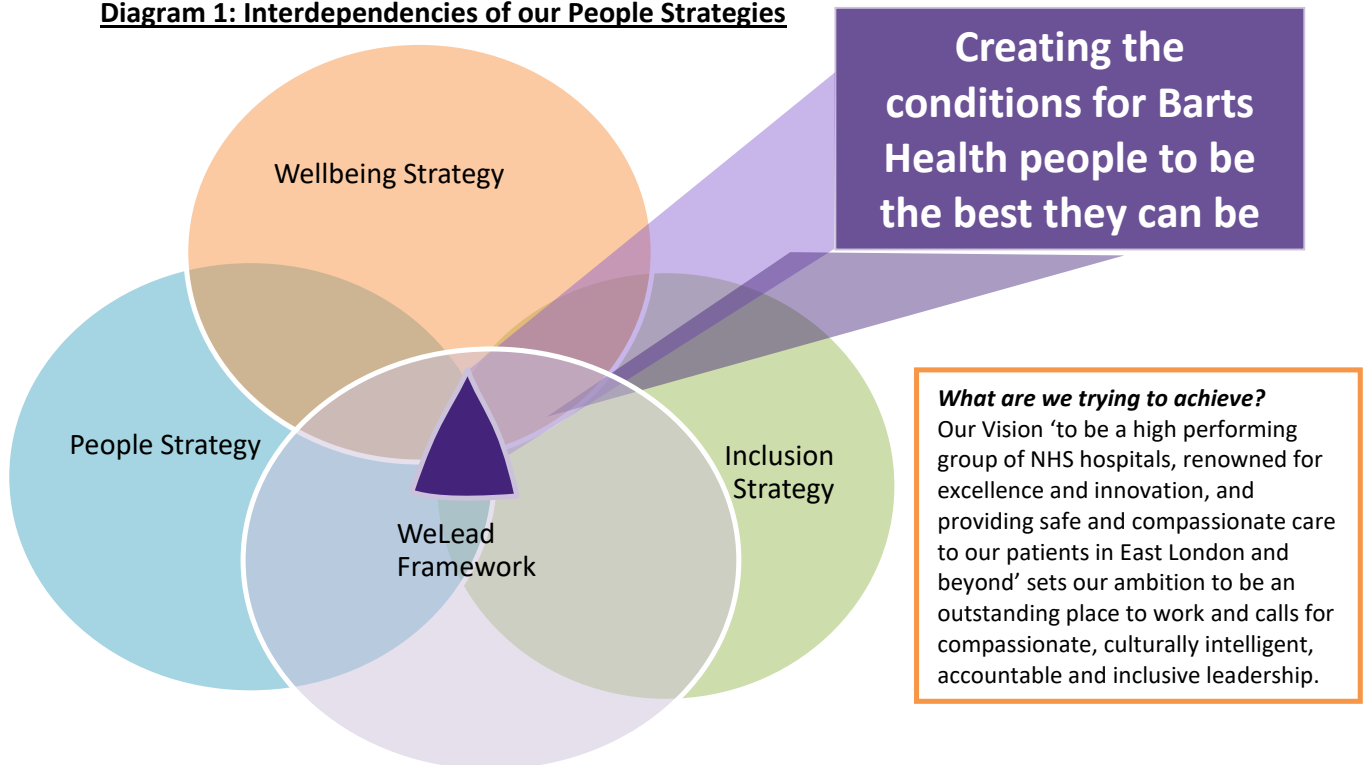 Diagram 1: Interdependencies of our People Strategies
Creating the
conditions for Barts
Health people to be
the best they can be
Wellbeing Strategy
People Strategy
Inclusion
Strategy
WeLead
Framework
What are we trying to achieve?
Our Vision ‘to be a high performing
group of NHS hospitals, renowned for
excellence and innovation, and
providing safe and compassionate care
to our patients in East London and
beyond’ sets our ambition to be an
outstanding place to work and calls for
compassionate, culturally intelligent,
accountable and inclusive leadership.